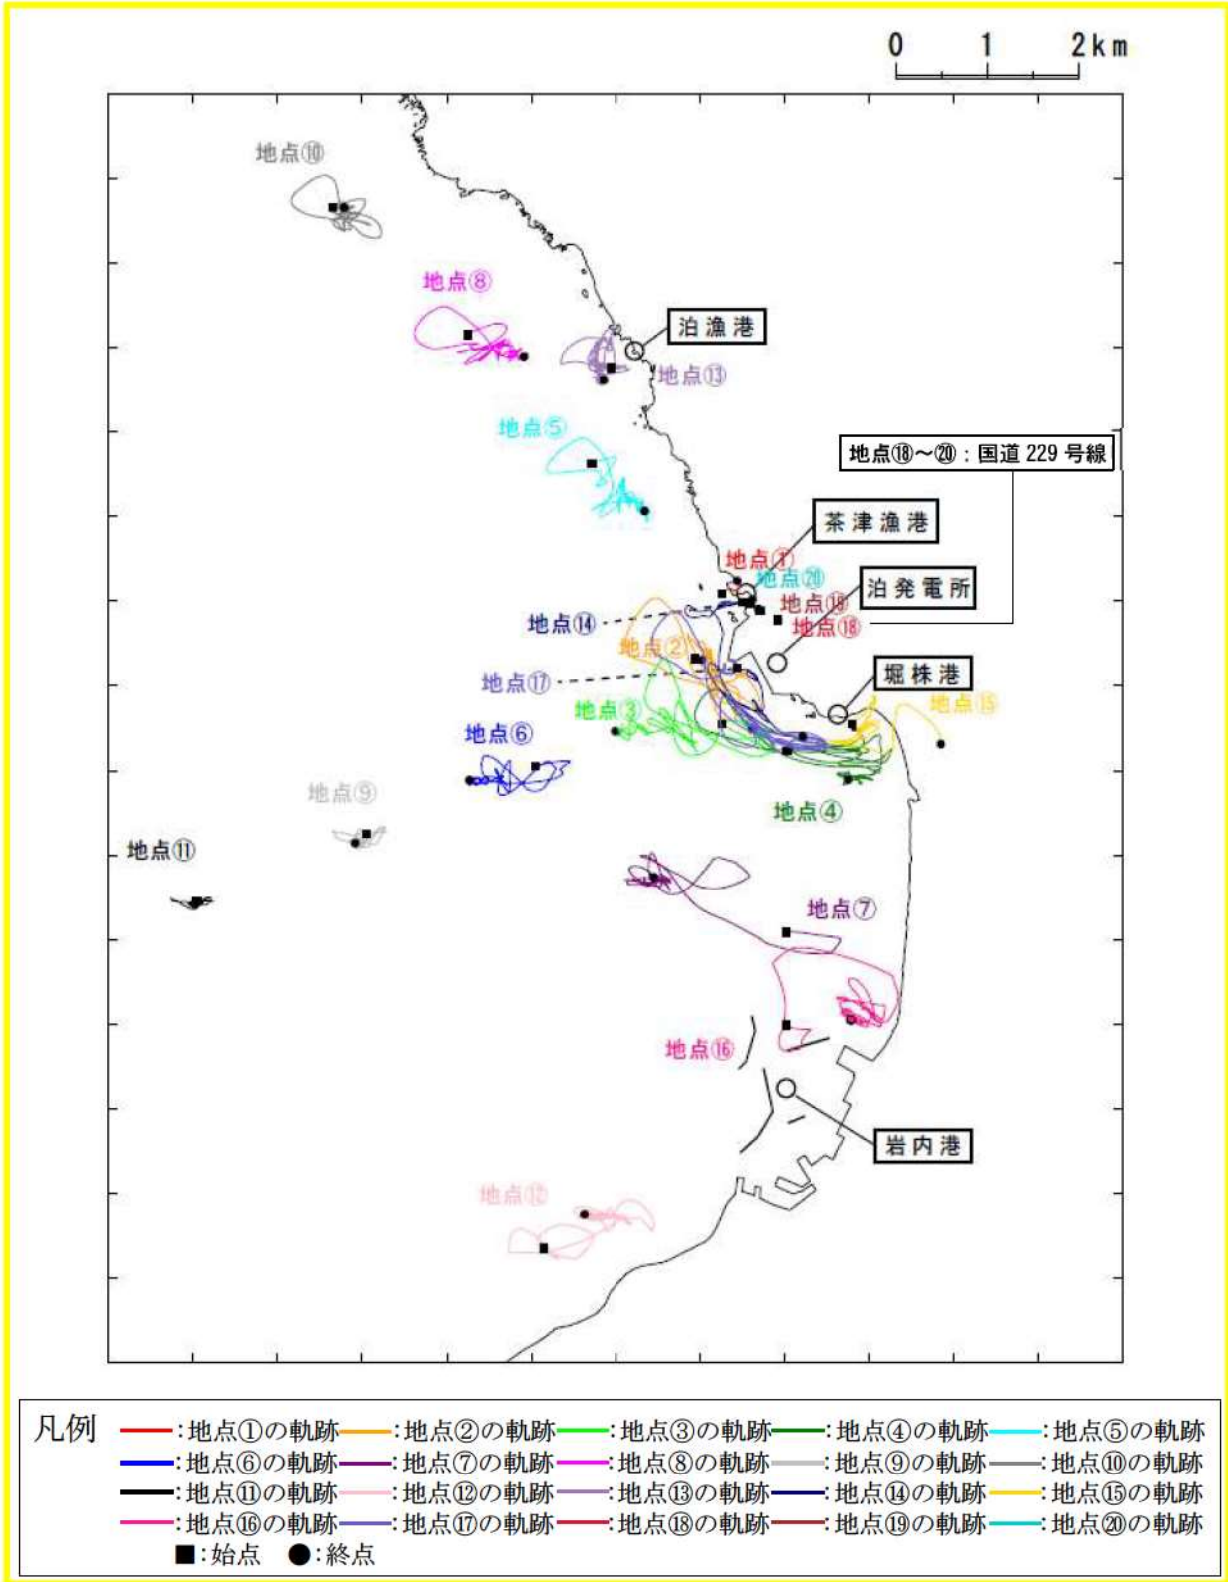 0 1 2km
地点⑩
地点⑧
泊漁港
地点⑬
地点⑤
地点⑱～⑳：国道229号線
茶津漁港
地点①
地点⑳
泊発電所
地点⑲
地点⑱
地点⑭
地点②
堀株港
地点⑰
地点⑮
地点③
地点⑥
地点⑨
地点④
地点⑪
地点⑦
地点⑯
岩内港
地点⑫
凡例 :地点①の軌跡 :地点②の軌跡 :地点③の軌跡 :地点④の軌跡 :地点⑤の軌跡
:地点⑥の軌跡 :地点⑦の軌跡 :地点⑧の軌跡 :地点⑨の軌跡 :地点⑩の軌跡
:地点⑪の軌跡 :地点⑫の軌跡 :地点⑬の軌跡 :地点⑭の軌跡 :地点⑮の軌跡
:地点⑯の軌跡 :地点⑰の軌跡 :地点⑱の軌跡 :地点⑲の軌跡 :地点⑳の軌跡
■:始点 ●:終点